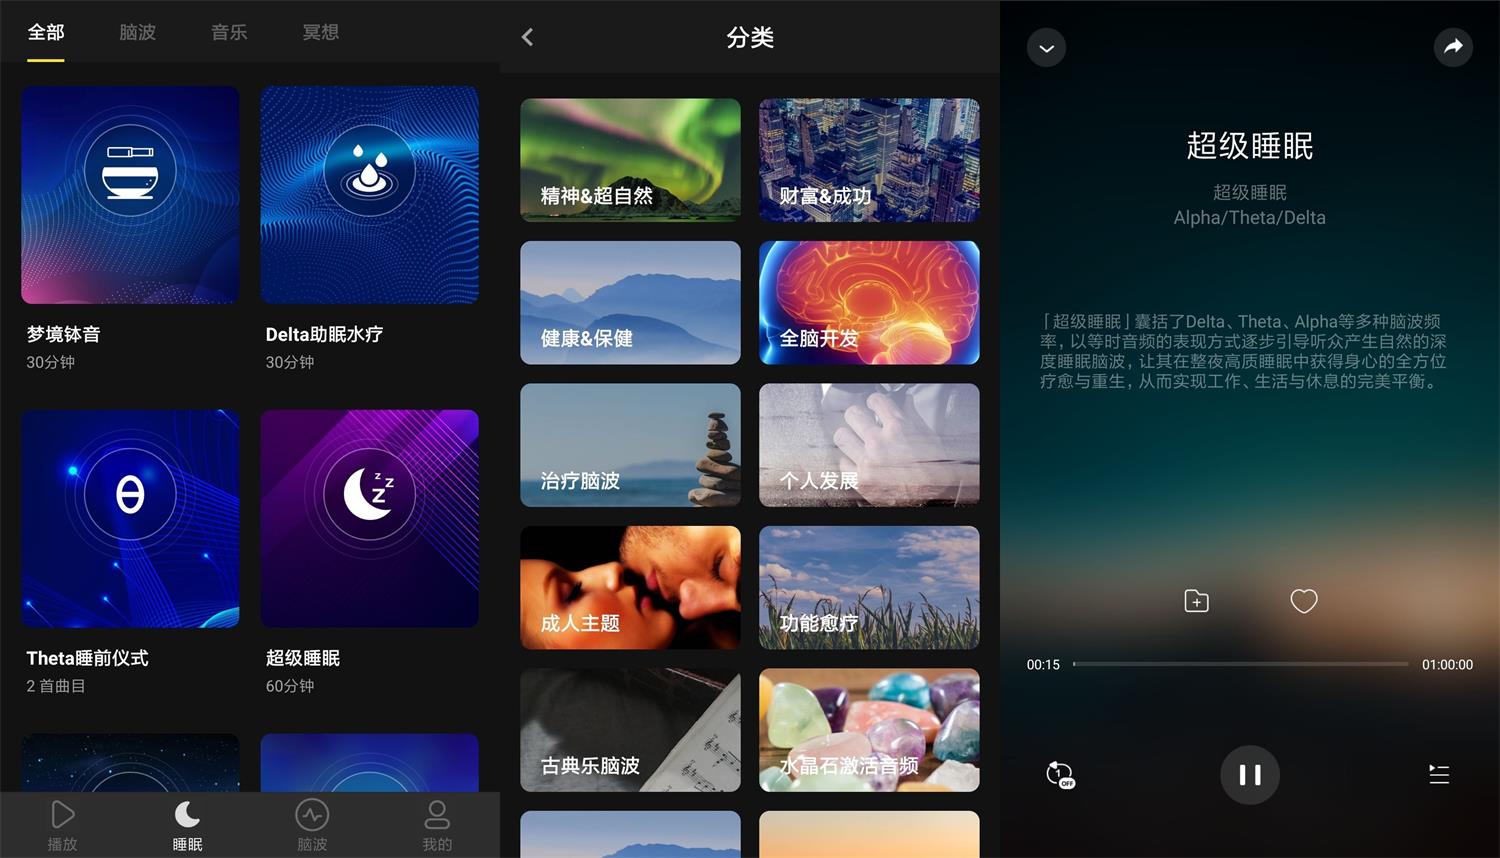 全部
脑波
音乐
冥想
梦境钵音
30分钟
Delta助眠水疗
30分钟
Theta睡前仪式
2 首曲目
超级睡眠
60分钟
播放
睡眠
脑波
我的
分类
精神&超自然
财富&成功
健康&保健
全脑开发
治疗脑波
个人发展
成人主题
功能愈疗
古典乐脑波
水晶石激活音频
超级睡眠
超级睡眠
Alpha/Theta/Delta
「超级睡眠」囊括了Delta、Theta、Alpha等多种脑波频
率，以等时音频的表现方式逐步引导听众产生自然的深
度睡眠脑波，让其在整夜高质睡眠中获得身心的全方位
疗愈与重生，从而实现工作、生活与休息的完美平衡。
00:15
01:00:00
1
OFF